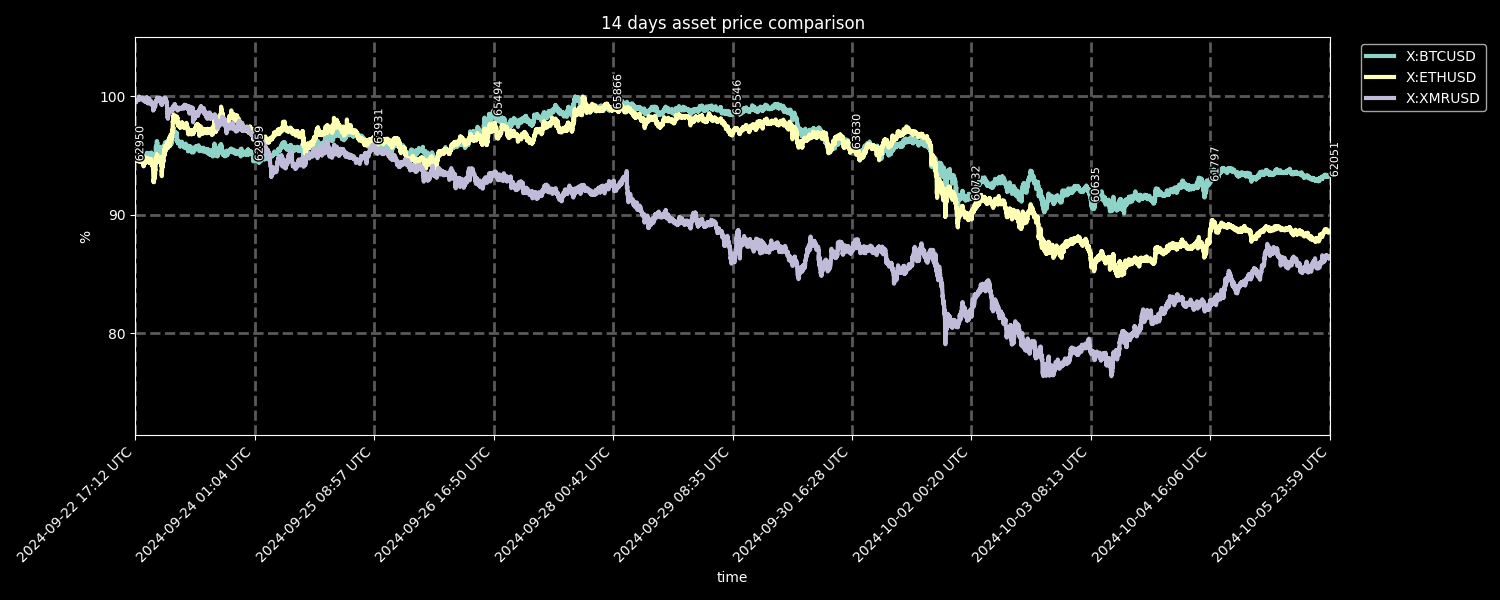 14 days asset price comparison
X:BTCUSD
X:ETHUSD
X:XMRUSD
100
90
80
%
62950
62959
63931
65494
65866
65546
63630
60732
60635
61797
62051
2024-09-22 17:12 UTC
2024-09-24 01:04 UTC
2024-09-25 08:57 UTC
2024-09-26 16:50 UTC
2024-09-28 00:42 UTC
2024-09-29 08:35 UTC
2024-09-30 16:28 UTC
2024-10-02 00:20 UTC
2024-10-03 08:13 UTC
2024-10-04 16:06 UTC
2024-10-05 23:59 UTC
time